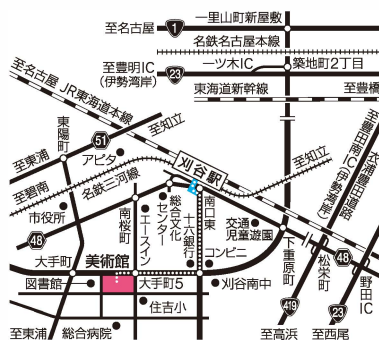 一里山町新屋敷
至名古屋
1
名鉄名古屋本線
至豊明IC
(伊勢湾岸)
23
一ツ木IC
築地町2丁目
至名古屋
JR東海道本線
東海道新幹線
至豊橋
東陽町
51
至知立
至東浦
アピタ
刈谷駅
至知立
至豊田南IC(伊勢湾岸)
衣浦豊田道路
至碧南
名鉄三河線
市役所
48
南桜町
エースイン
総合文化センター
十六銀行
南口東
コンビニ
交通
児童遊園
下重原町
松栄町
48
野田IC
大手町
美術館
図書館
大手町5
刈谷南中
住吉小
419
23
至東浦
総合病院
至高浜
至西尾